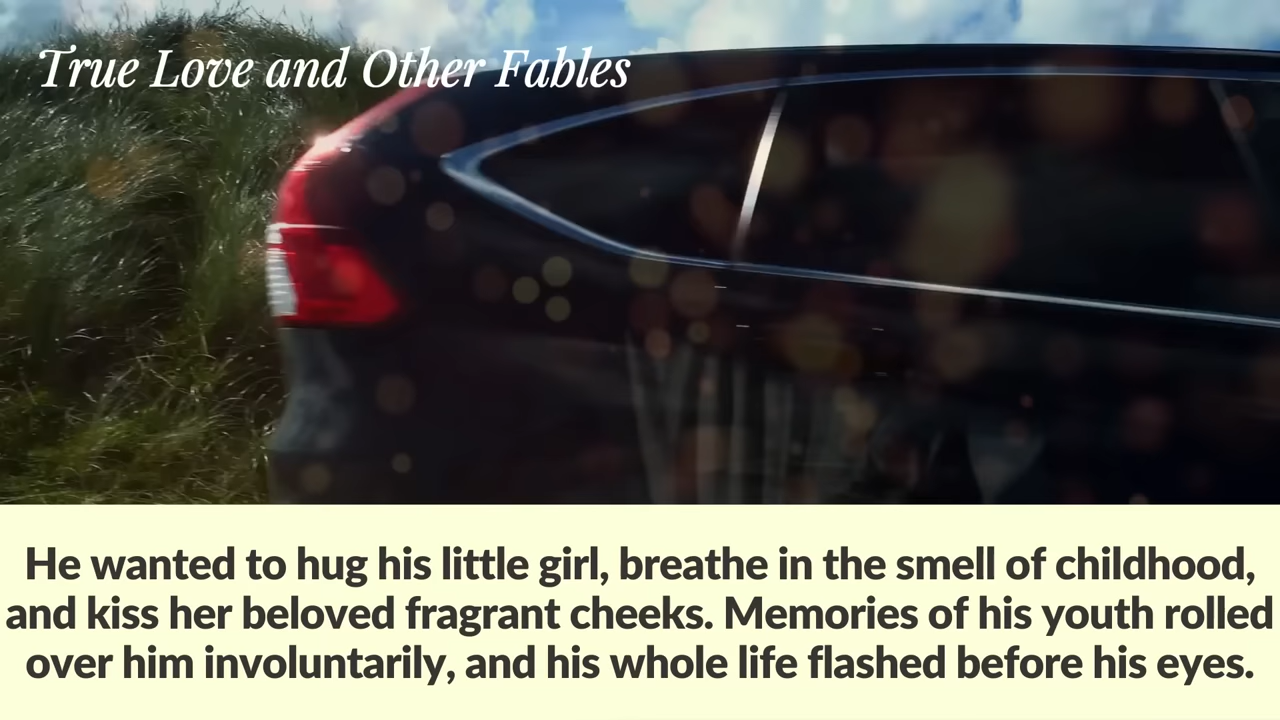 True Love and Other Fables
He wanted to hug his little girl, breathe in the smell of childhood,
and kiss her beloved fragrant cheeks. Memories of his youth rolled
over him involuntarily, and his whole life flashed before his eyes.